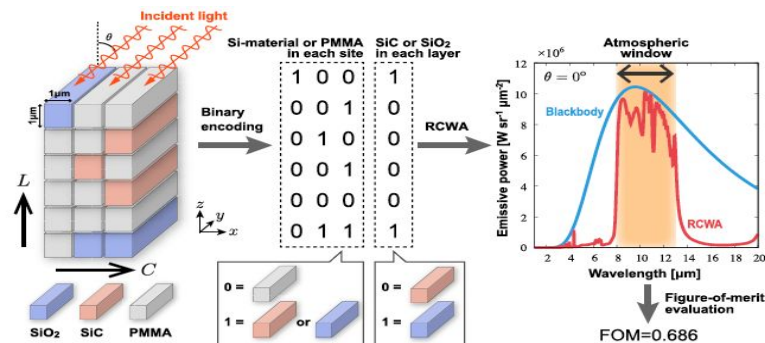 Incident light
θ
1μm
1μm
L
C
z
y
x
SiO₂
SiC
PMMA
Binary
encoding
Si-material or PMMA
in each site
1 0 0
0 0 1
0 1 0
0 0 1
0 0 0
0 1 1
SiC or SiO₂
in each layer
1
0
0
0
0
1
0 =
1 =
or
0 =
1 =
RCWA
Atmospheric
window
×10⁶
θ = 0°
Blackbody
RCWA
Emissive power [W sr⁻¹ μm⁻²]
12
10
8
6
4
2
0
2 4 6 8 10 12 14 16 18 20
Wavelength [μm]
Figure-of-merit
evaluation
FOM=0.686